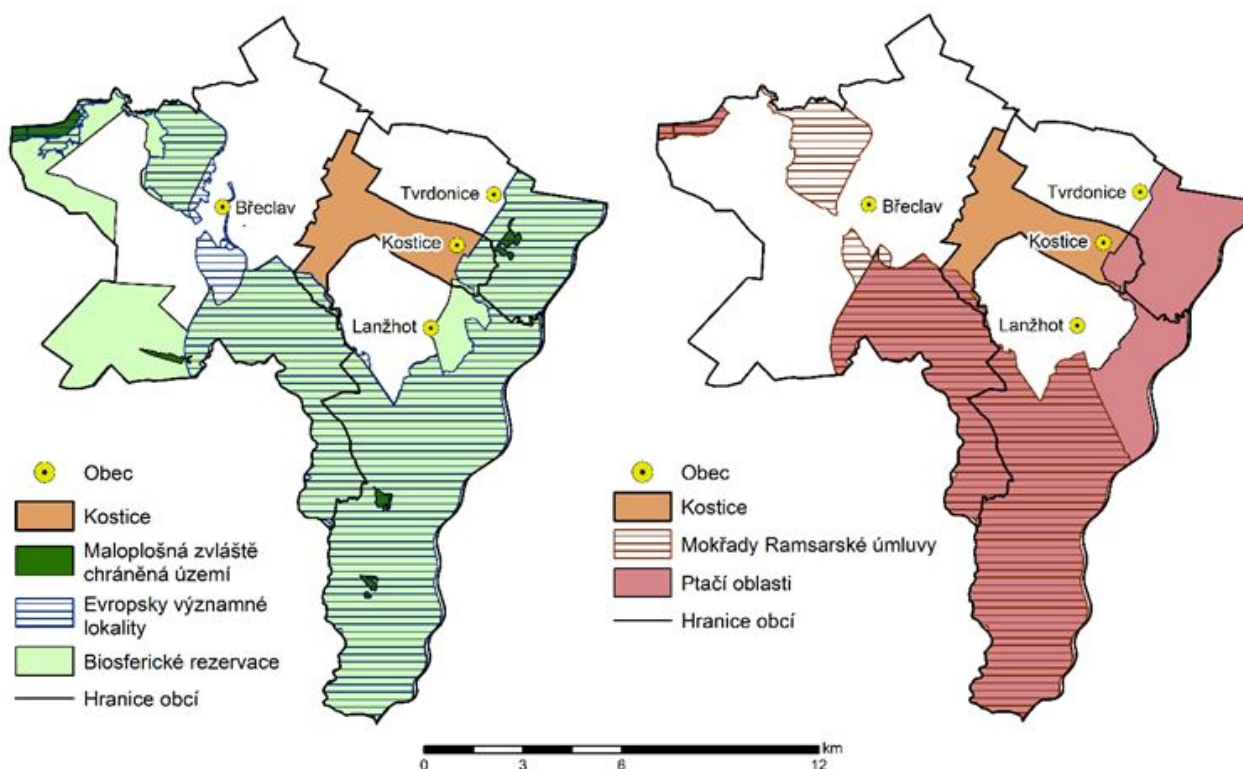 Břeclav
Tvrdonice
Kostice
Lanžhot
Obec
Kostice
Maloplošná zvláště
chráněná území
Evropsky významné
lokality
Biosferické rezervace
Hranice obcí
Břeclav
Tvrdonice
Kostice
Lanžhot
Obec
Kostice
Mokřady Ramsarské úmluvy
Ptačí oblasti
Hranice obcí
km
0 3 6 12